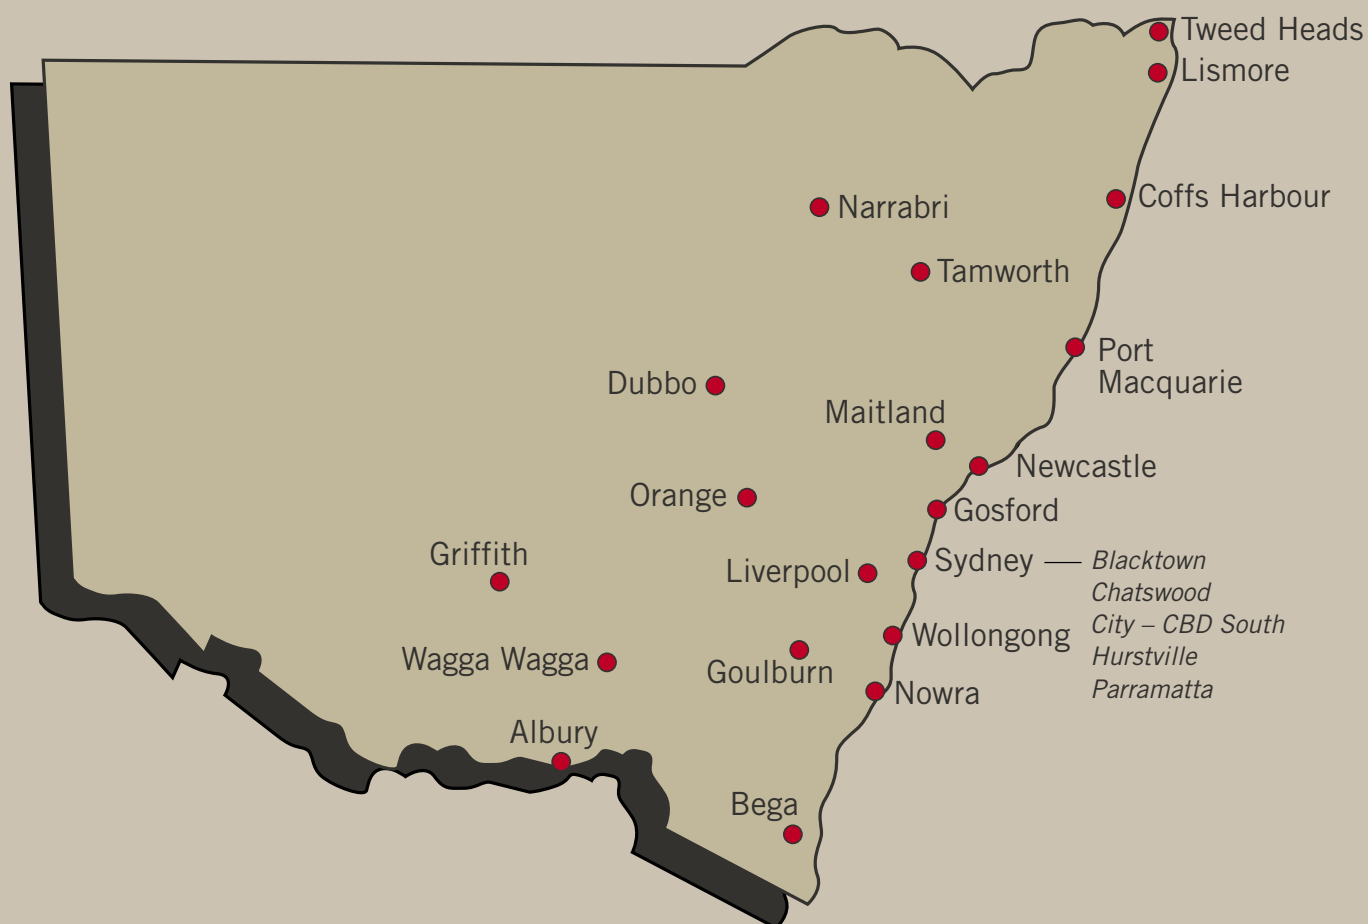 Tweed Heads
Lismore
Coffs Harbour
Narrabri
Tamworth
Port
Macquarie
Dubbo
Maitland
Newcastle
Orange
Gosford
Griffith
Liverpool
Sydney — Blacktown
Chatswood
City – CBD South
Hurstville
Parramatta
Wollongong
Wagga Wagga
Goulburn
Nowra
Albury
Bega